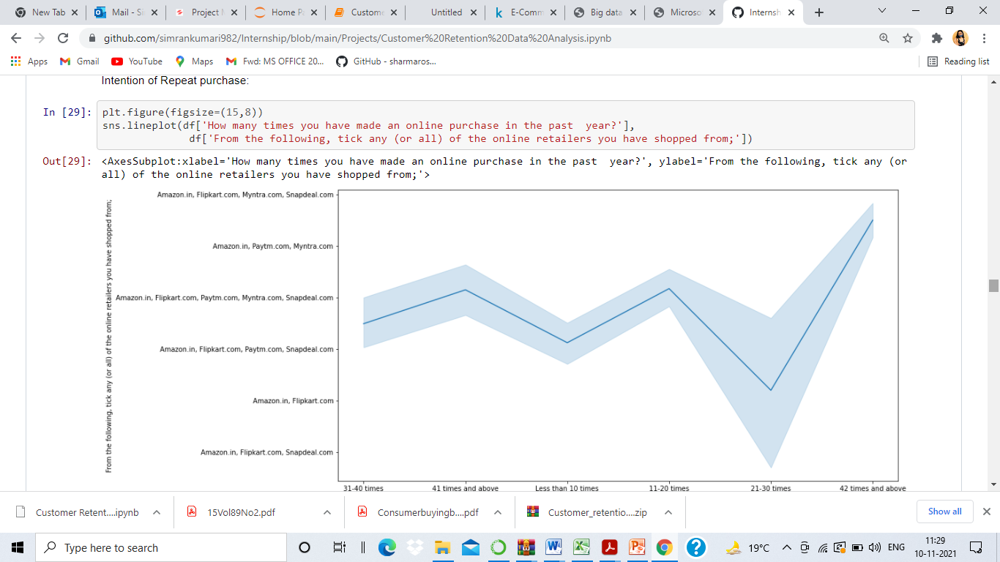 New Tab
Mail - Si
Project M
Home Pa
Custome
Untitled
E-Comm
Big data
Microso
Internsh
github.com/simrankumari982/Internship/blob/main/Projects/Customer%20Retention%20Data%20Analysis.ipynb
Apps
Gmail
YouTube
Maps
Fwd: MS OFFICE 20...
GitHub - sharmaros...
Reading list
Intention of Repeat purchase:
In [29]:
plt.figure(figsize=(15,8))
sns.lineplot(df['How many times you have made an online purchase in the past  year?'],
df['From the following, tick any (or all) of the online retailers you have shopped from;'])
Out[29]:
<AxesSubplot:xlabel='How many times you have made an online purchase in the past  year?', ylabel='From the following, tick any (or
all) of the online retailers you have shopped from;'>
From the following, tick any (or all) of the online retailers you have shopped from;
Amazon.in, Flipkart.com, Myntra.com, Snapdeal.com
Amazon.in, Paytm.com, Myntra.com
Amazon.in, Flipkart.com, Paytm.com, Myntra.com, Snapdeal.com
Amazon.in, Flipkart.com, Paytm.com, Snapdeal.com
Amazon.in, Flipkart.com
Amazon.in, Flipkart.com, Snapdeal.com
31-40 times
41 times and above
Less than 10 times
11-20 times
21-30 times
42 times and above
Customer Retent....ipynb
15Vol89No2.pdf
Consumerbuyingb....pdf
Customer_retentio....zip
Show all
Type here to search
19°C
ENG
11:29
10-11-2021